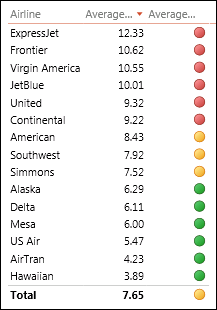 Airline Average... Average...
ExpressJet 12.33
Frontier 10.62
Virgin America 10.55
JetBlue 10.01
United 9.32
Continental 9.22
American 8.43
Southwest 7.92
Simmons 7.52
Alaska 6.29
Delta 6.11
Mesa 6.00
US Air 5.47
AirTran 4.23
Hawaiian 3.89
Total 7.65